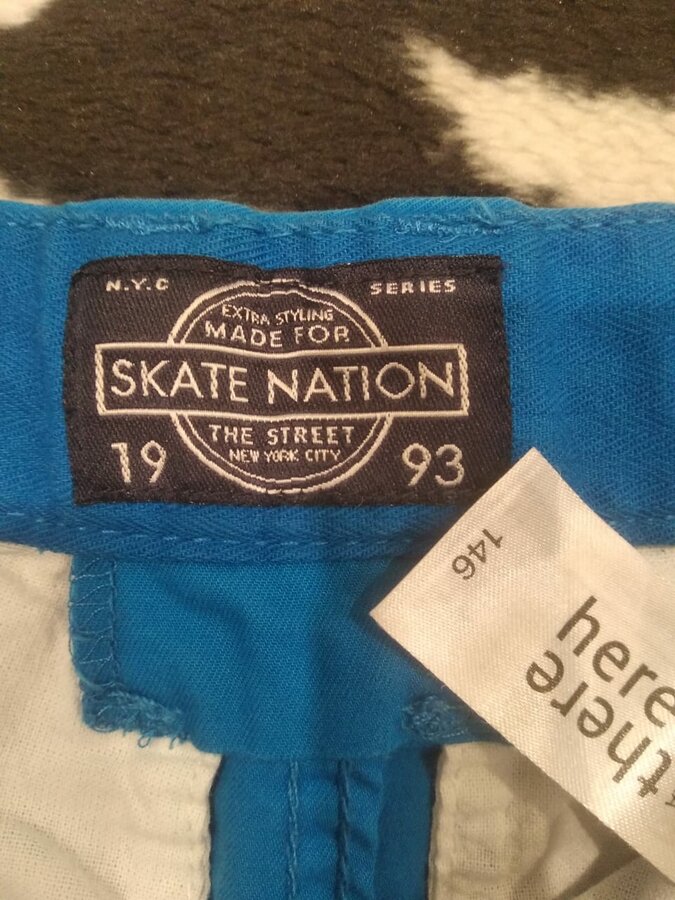 N.Y.C SERIES
EXTRA STYLING
MADE FOR
SKATE NATION
THE STREET
NEW YORK CITY
19 93
146
here
there